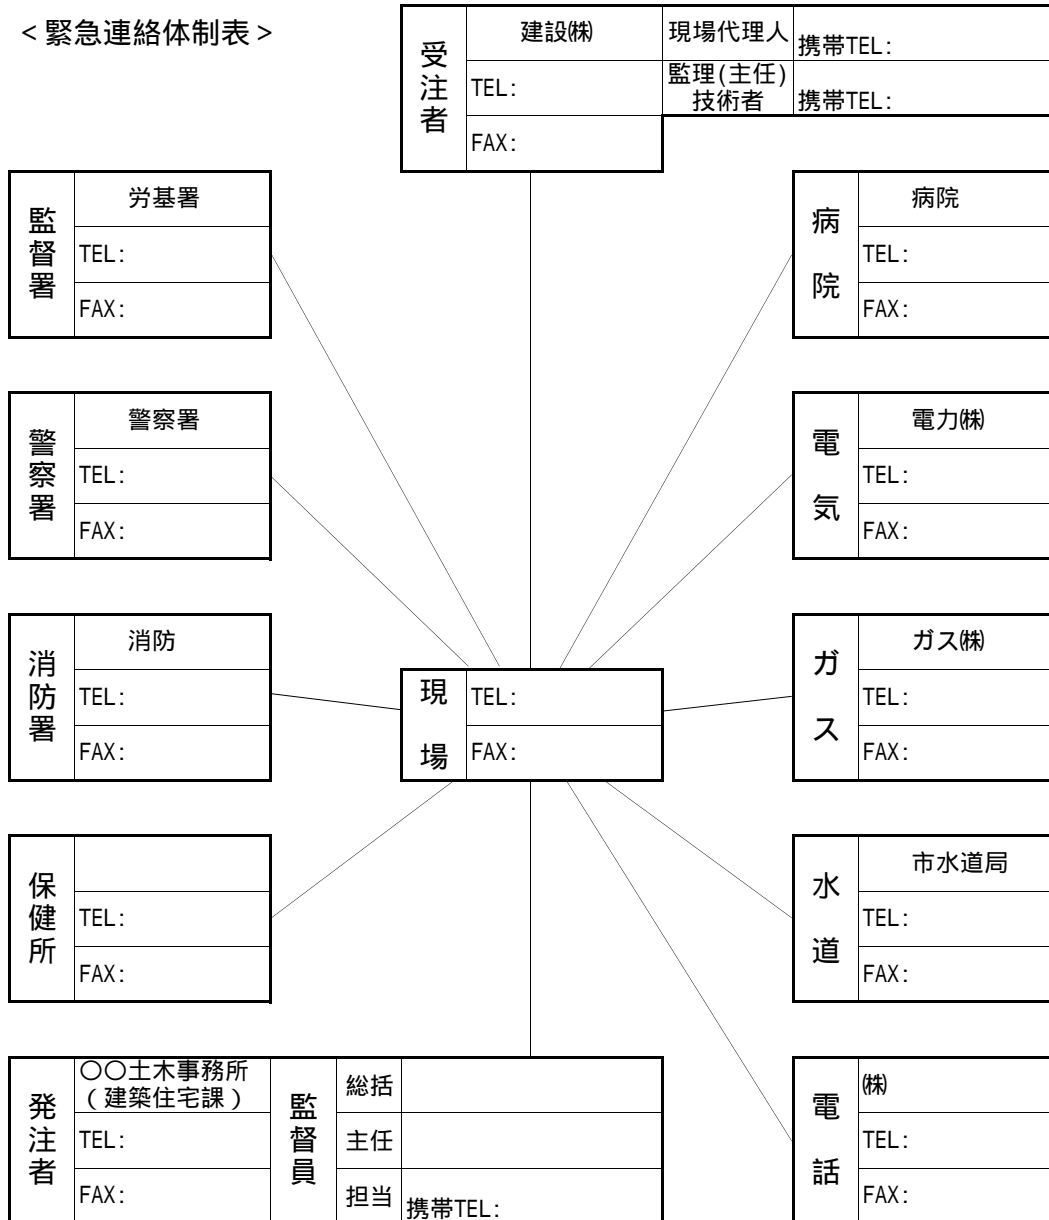 <緊急連絡体制表>
受注者
建設㈱
現場代理人
携帯TEL:
TEL:
監理(主任)
技術者
携帯TEL:
FAX:
監督署
労基署
TEL:
FAX:
病院
病院
TEL:
FAX:
警察署
警察署
TEL:
FAX:
電気
電力㈱
TEL:
FAX:
消防署
消防
TEL:
FAX:
現場
TEL:
FAX:
ガス
ガス㈱
TEL:
FAX:
保健所
TEL:
FAX:
水道
市水道局
TEL:
FAX:
発注者
〇〇土木事務所
(建築住宅課)
TEL:
FAX:
監督員
総括
主任
担当
携帯TEL:
電話
㈱
TEL:
FAX: